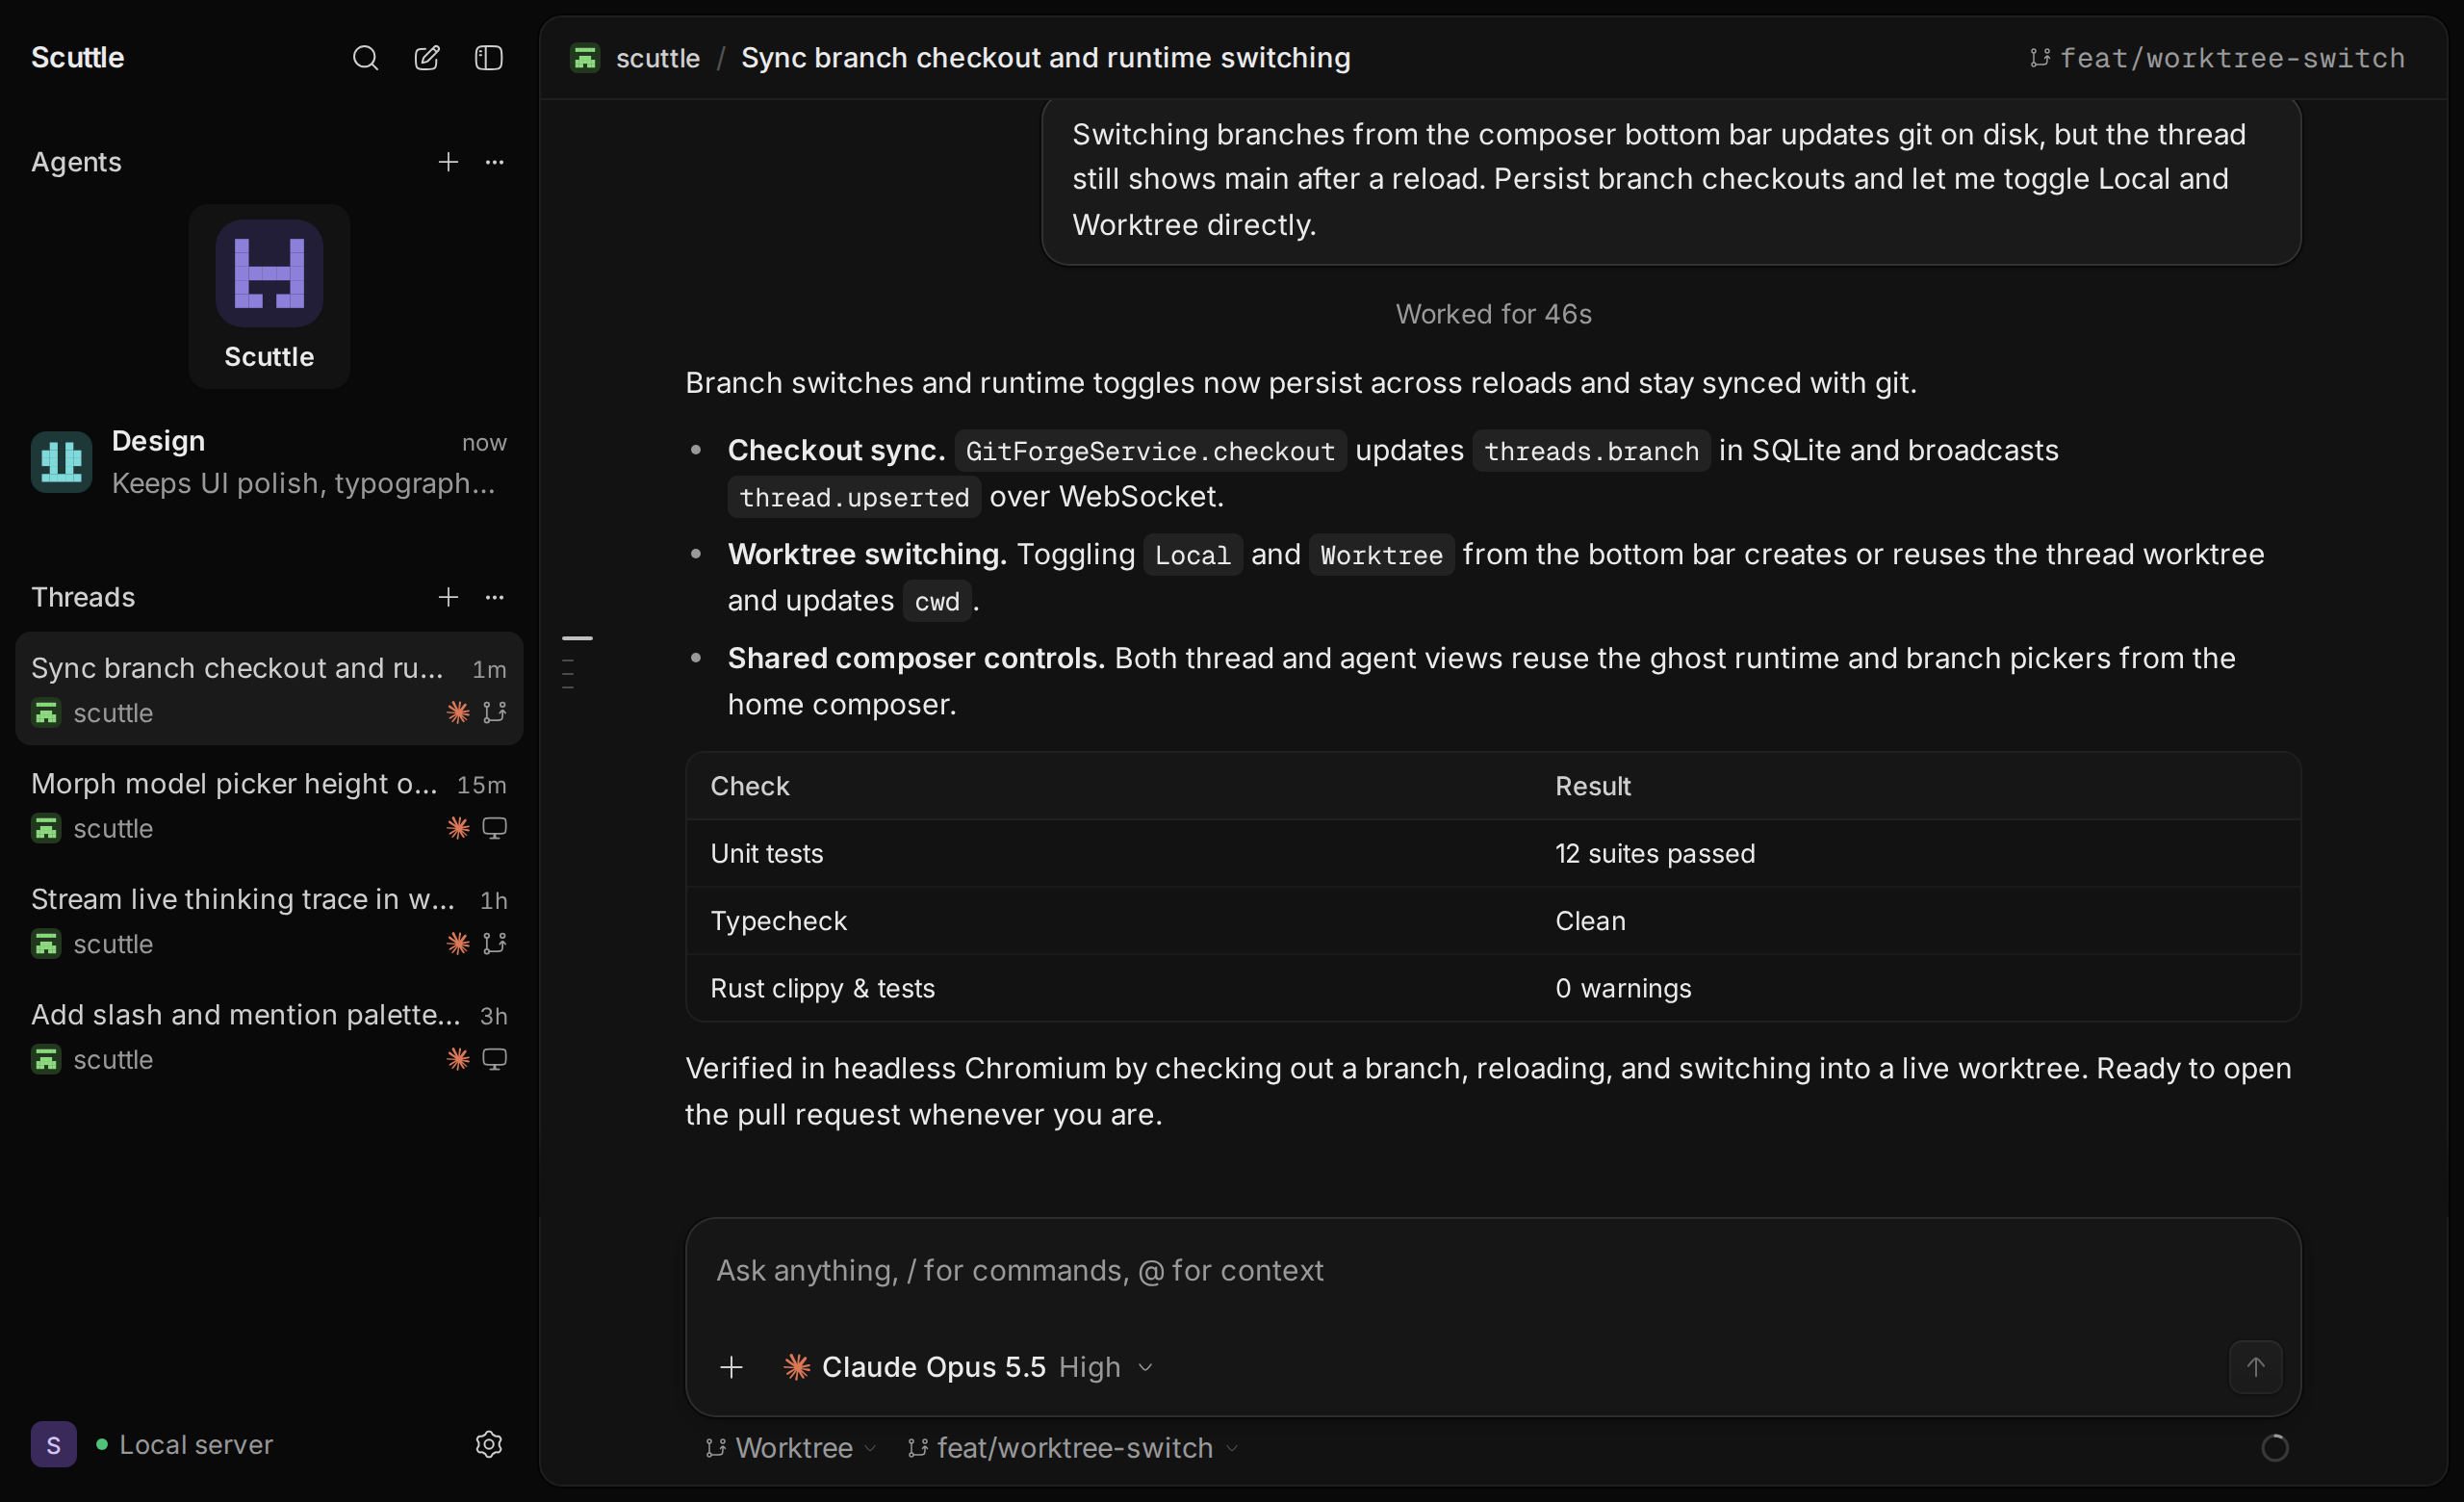 Scuttle
Agents
Scuttle
Design now
Keeps UI polish, typograph...
Threads
Sync branch checkout and ru... 1m
scuttle
Morph model picker height o... 15m
scuttle
Stream live thinking trace in w... 1h
scuttle
Add slash and mention palette... 3h
scuttle
S Local server
scuttle / Sync branch checkout and runtime switching feat/worktree-switch
Switching branches from the composer bottom bar updates git on disk, but the thread
still shows main after a reload. Persist branch checkouts and let me toggle Local and
Worktree directly.
Worked for 46s
Branch switches and runtime toggles now persist across reloads and stay synced with git.
• Checkout sync. GitForgeService.checkout updates threads.branch in SQLite and broadcasts
thread.upserted over WebSocket.
• Worktree switching. Toggling Local and Worktree from the bottom bar creates or reuses the thread worktree
and updates cwd.
• Shared composer controls. Both thread and agent views reuse the ghost runtime and branch pickers from the
home composer.
Check Result
Unit tests 12 suites passed
Typecheck Clean
Rust clippy & tests 0 warnings
Verified in headless Chromium by checking out a branch, reloading, and switching into a live worktree. Ready to open
the pull request whenever you are.
Ask anything, / for commands, @ for context
Claude Opus 5.5 High
Worktree feat/worktree-switch